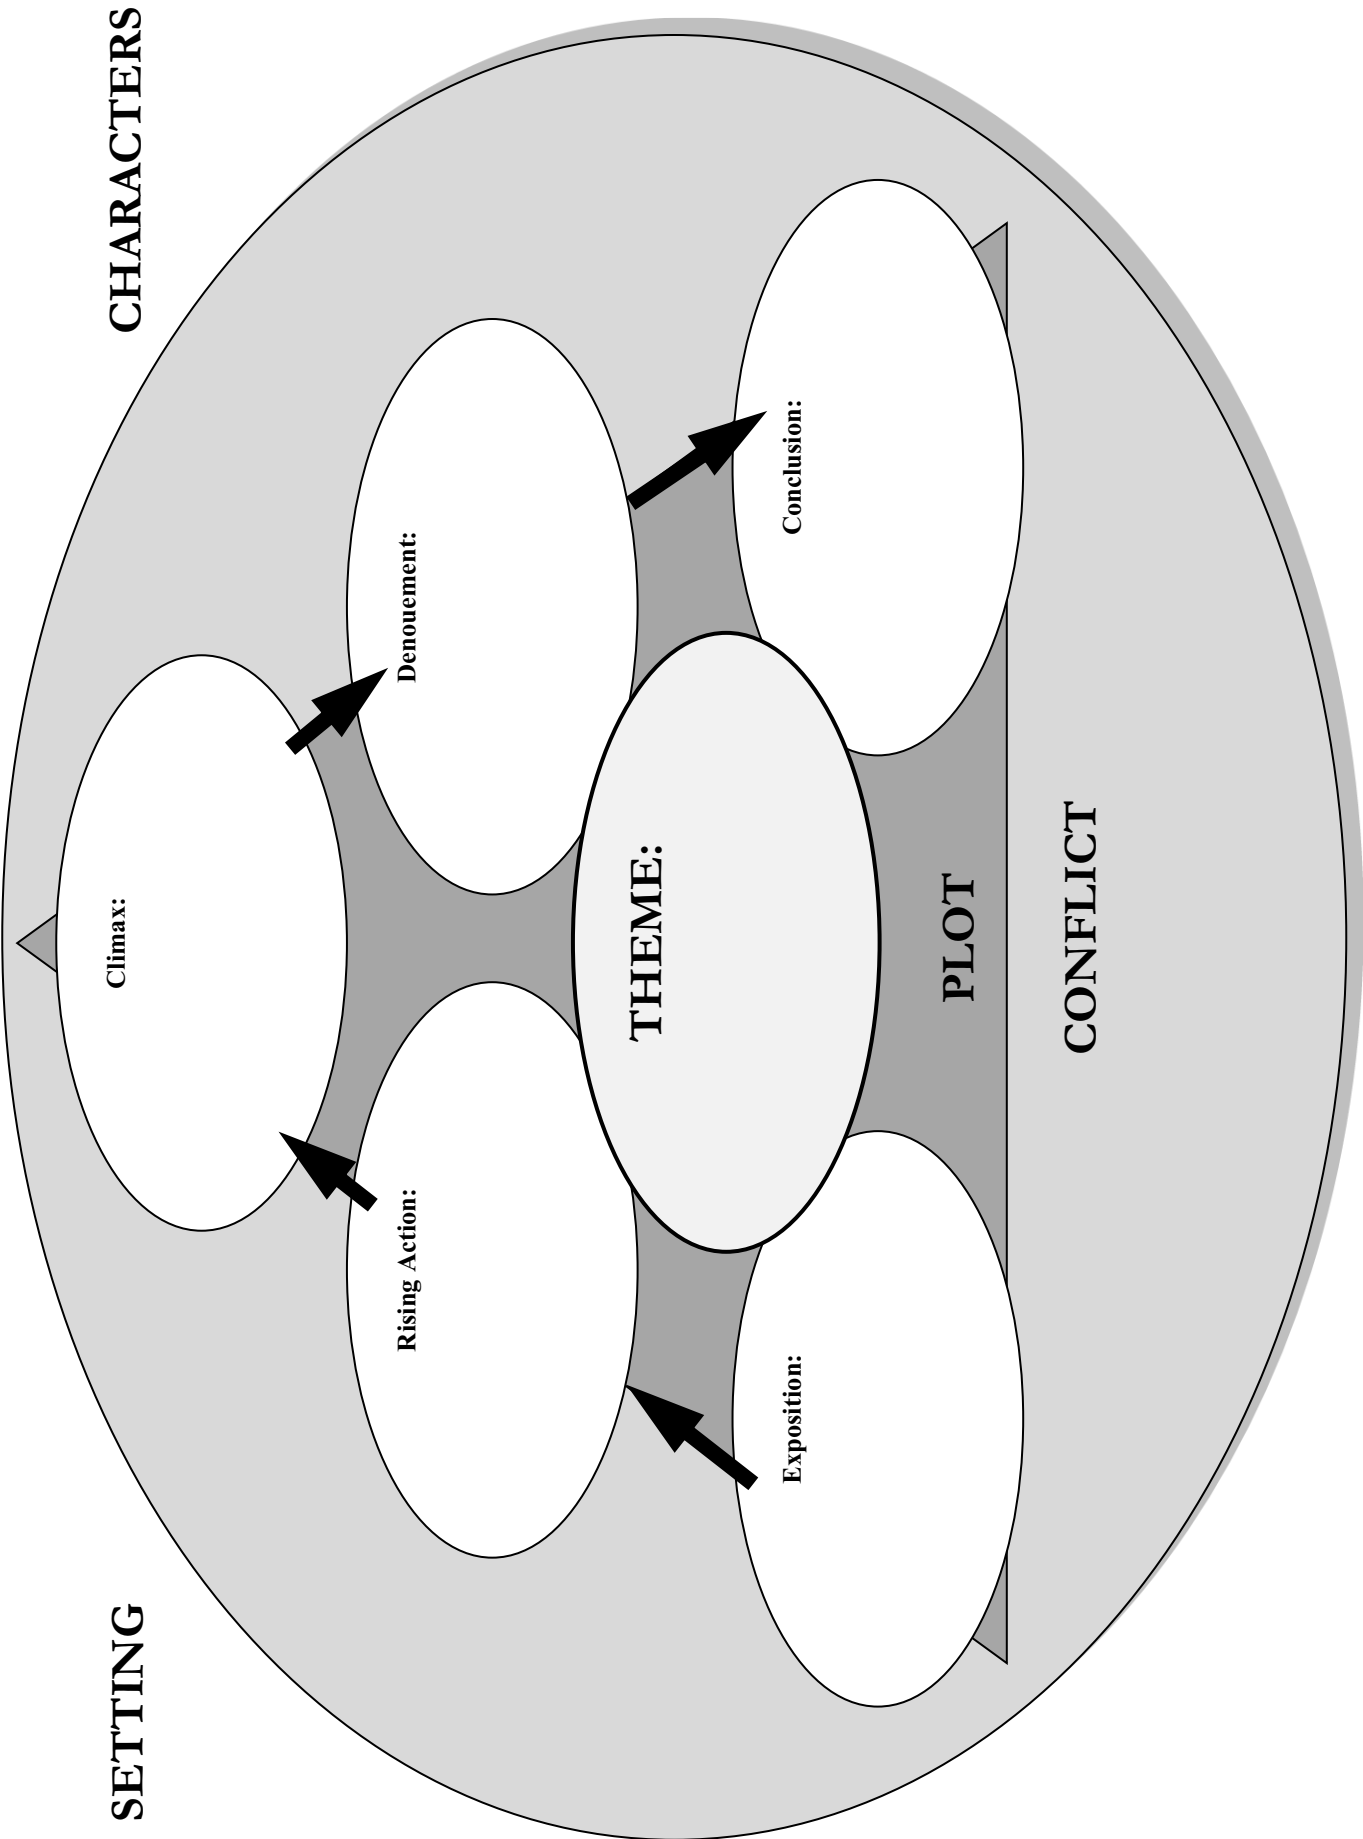 SETTING
CHARACTERS
Climax:
Rising Action:
Denouement:
THEME:
Exposition:
Conclusion:
PLOT
CONFLICT